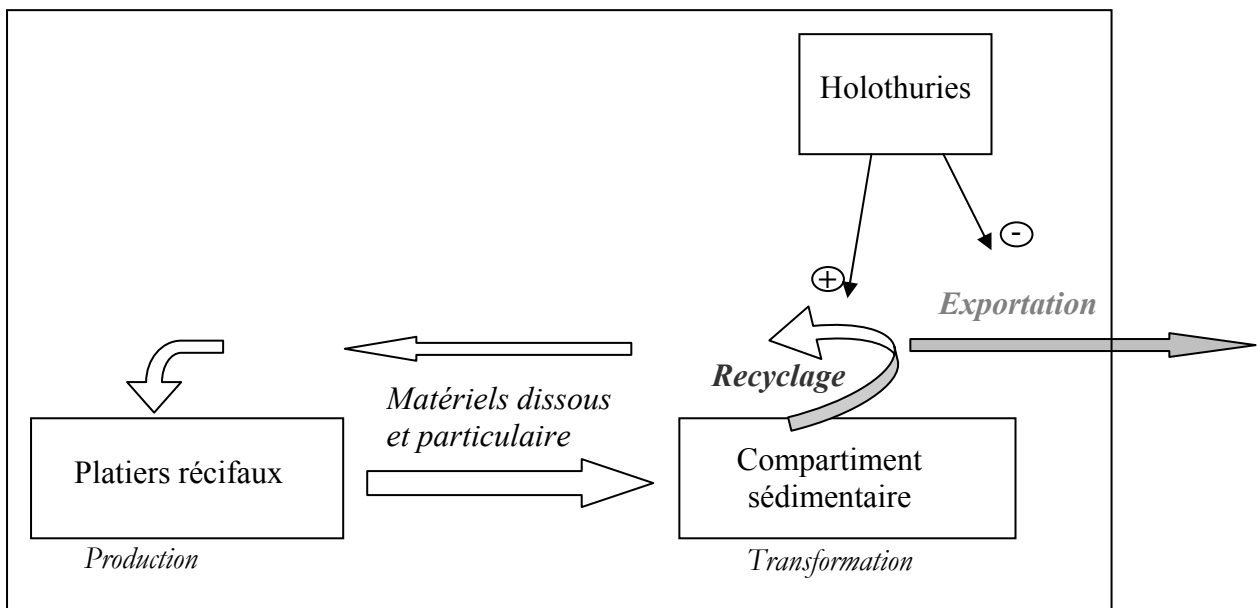 Holothuries
-
+
Exportation
Recyclage
Matériels dissous
et particulaire
Platiers récifaux
Compartiment
sédimentaire
Production
Transformation